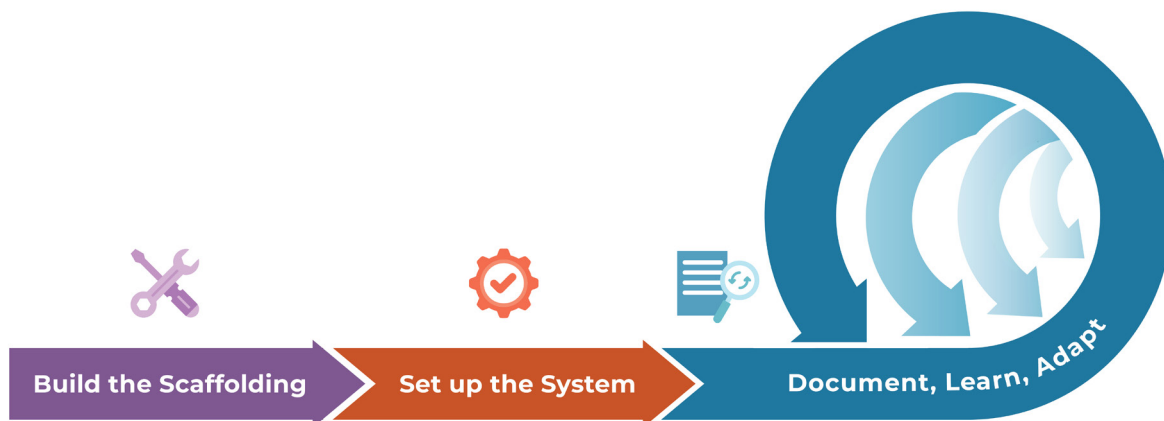 Build the Scaffolding
Set up the System
Document, Learn, Adapt